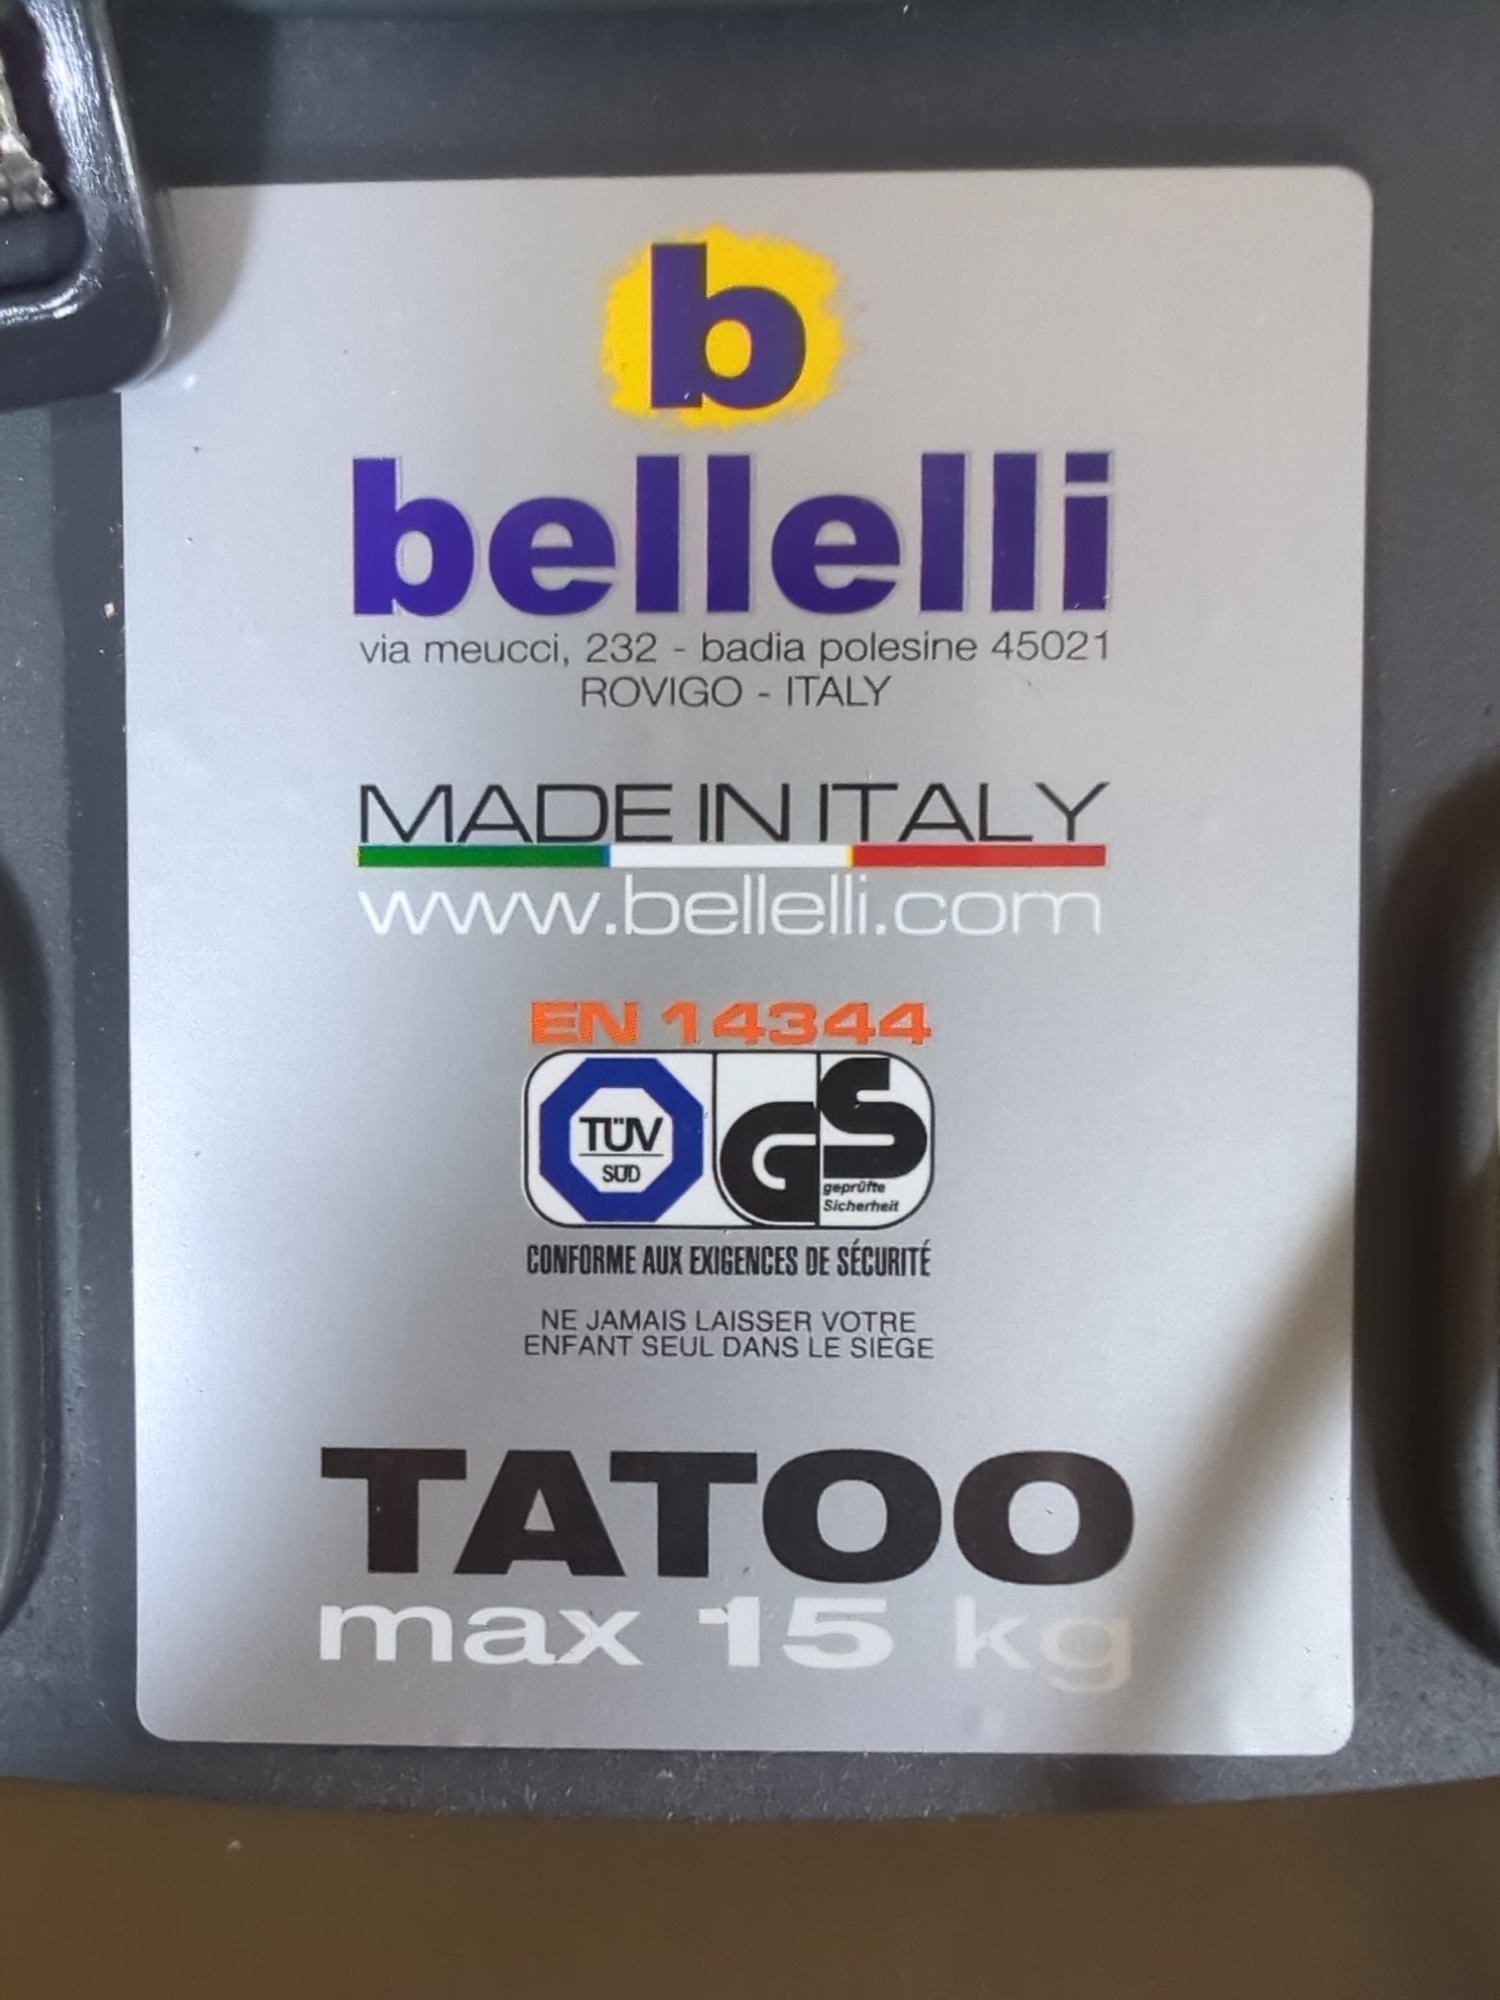 b
bellelli
via meucci, 232 - badia polesine 45021
ROVIGO - ITALY
MADE IN ITALY
www.bellelli.com
EN 14344
TÜV
SÜD
GS
geprüfte
Sicherheit
CONFORME AUX EXIGENCES DE SÉCURITÉ
NE JAMAIS LAISSER VOTRE
ENFANT SEUL DANS LE SIÈGE
TATOO
max 15 kg